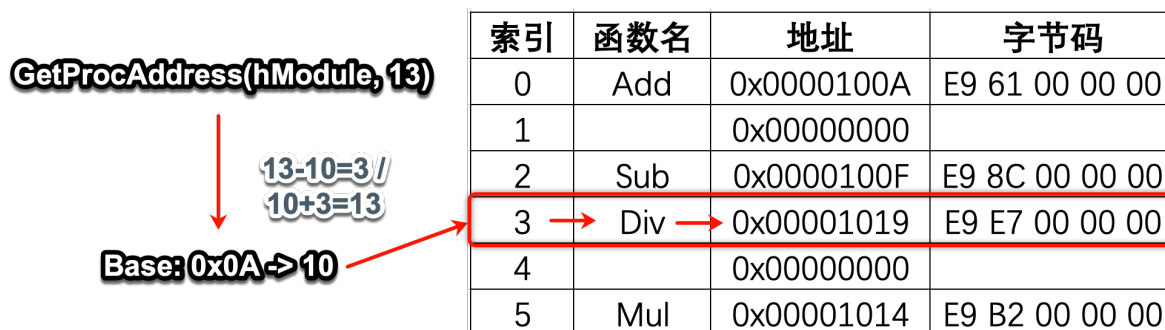 GetProcAddress(hModule, 13)
13-10=3 /
10+3=13
Base: 0x0A -> 10
索引 函数名 地址 字节码
0 Add 0x0000100A E9 61 00 00 00
1 0x00000000
2 Sub 0x0000100F E9 8C 00 00 00
3 Div 0x00001019 E9 E7 00 00 00
4 0x00000000
5 Mul 0x00001014 E9 B2 00 00 00